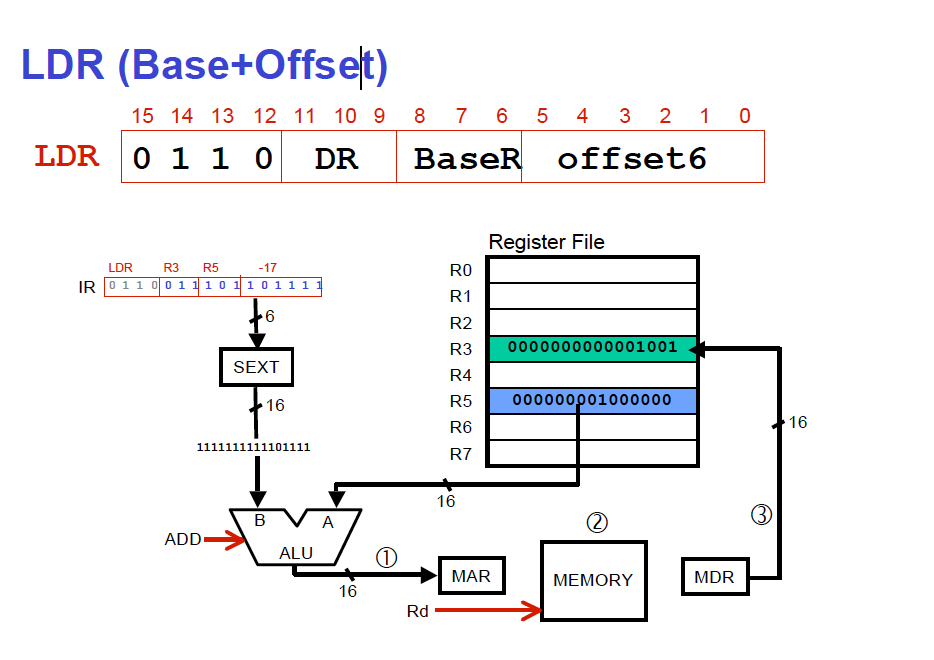 LDR (Base+Offset)
15 14 13 12 11 10 9 8 7 6 5 4 3 2 1 0
LDR 0 1 1 0 DR BaseR offset6
Register File
LDR R3 R5 -17
IR 0 1 1 0 0 1 1 1 0 1 1 0 1 1 1 1
R0
R1
R2
R3 0000000000001001
R4
R5 000000001000000
R6
R7
6
SEXT
16
1111111111101111
16
16
B A
ADD
ALU
①
16
MAR
②
MEMORY
Rd
③
MDR